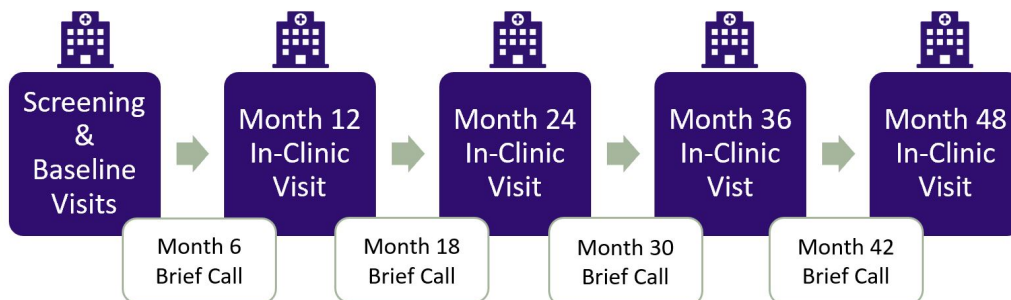 Screening
&
Baseline
Visits
Month 12
In-Clinic
Visit
Month 24
In-Clinic
Visit
Month 36
In-Clinic
Vist
Month 48
In-Clinic
Visit
Month 6
Brief Call
Month 18
Brief Call
Month 30
Brief Call
Month 42
Brief Call